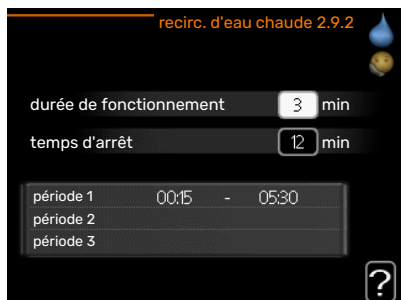 recirc. d'eau chaude 2.9.2
durée de fonctionnement 3 min
temps d'arrêt 12 min
période 1 00:15 - 05:30
période 2
période 3
?